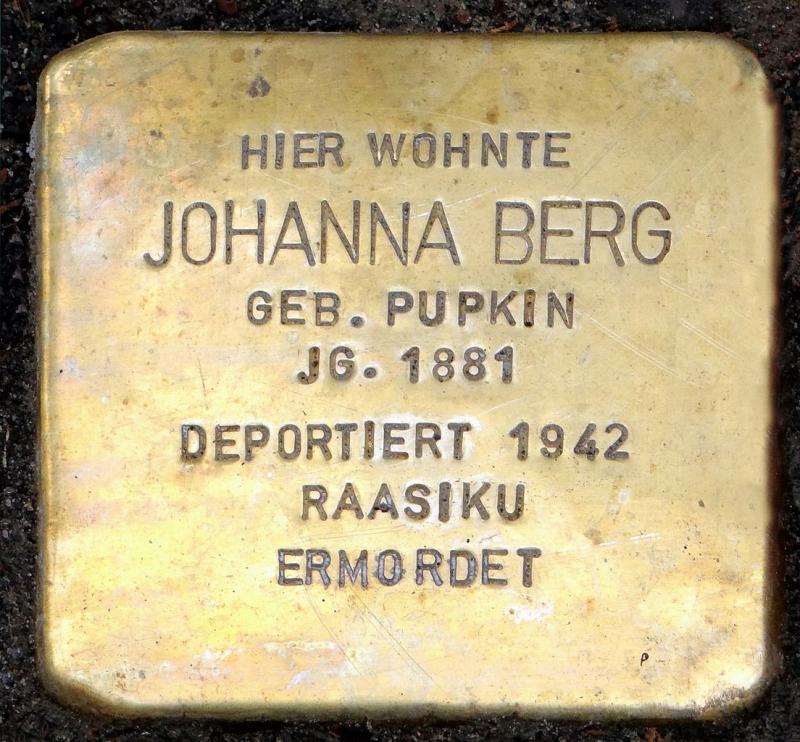 HIER WOHNTE
JOHANNA BERG
GEB. PUPKIN
JG. 1881
DEPORTIERT 1942
RAASIKU
ERMORDET